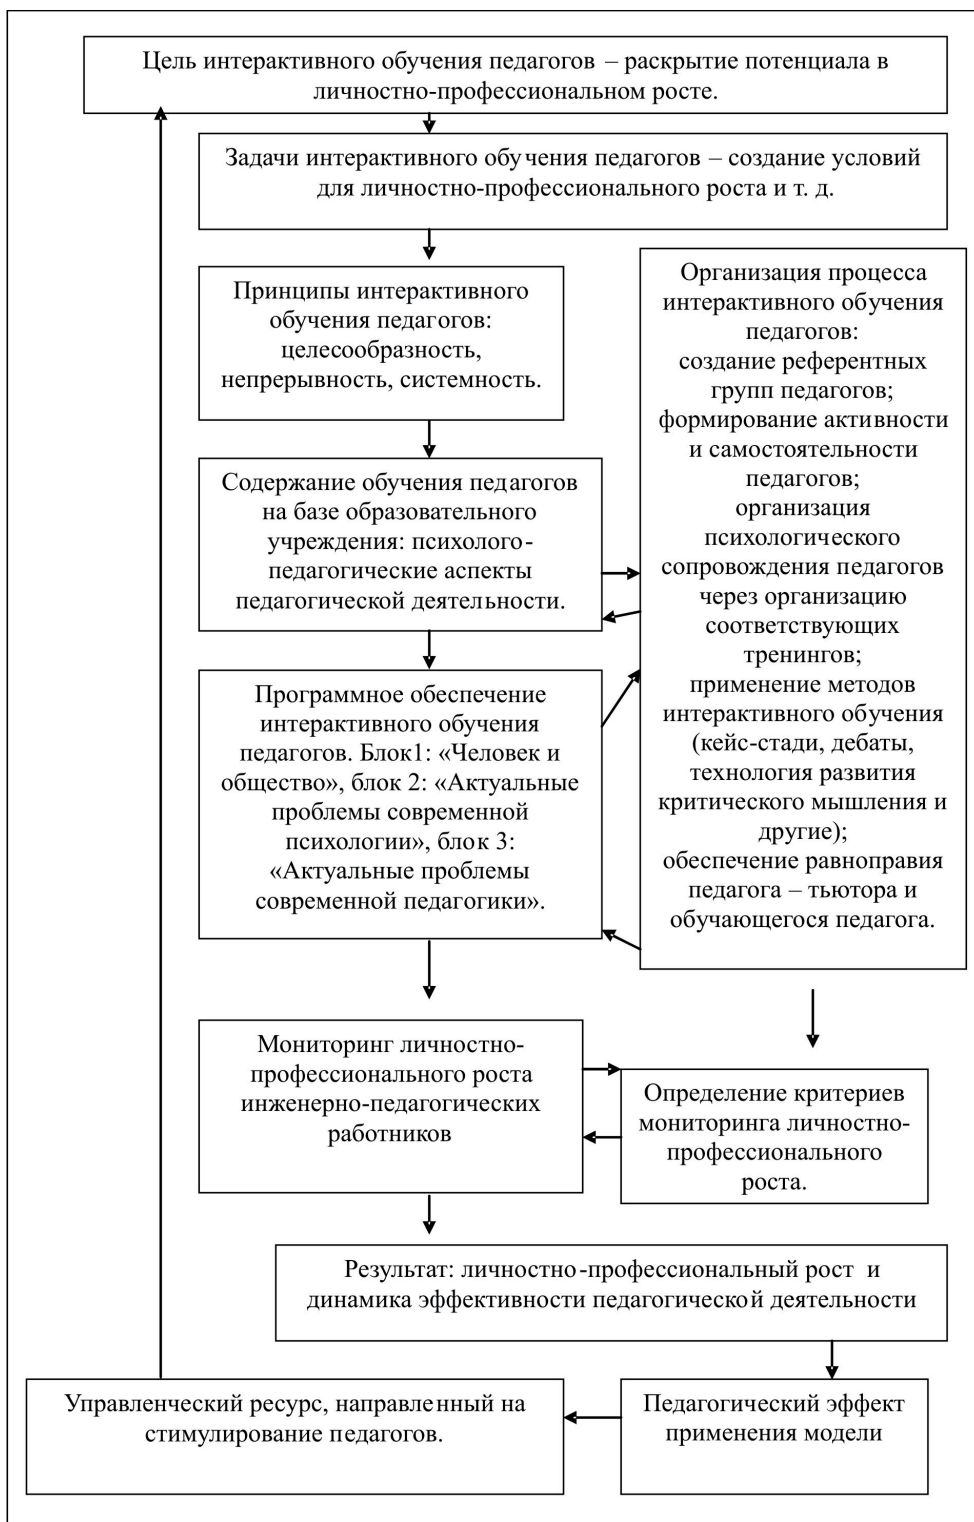 Цель интерактивного обучения педагогов – раскрытие потенциала в
личностно-профессиональном росте.
Задачи интерактивного обучения педагогов – создание условий
для личностно-профессионального роста и т. д.
Принципы интерактивного
обучения педагогов:
целесообразность,
непрерывность, системность.
Содержание обучения педагогов
на базе образовательного
учреждения: психолого-
педагогические аспекты
педагогической деятельности.
Программное обеспечение
интерактивного обучения
педагогов. Блок1: «Человек и
общество», блок 2: «Актуальные
проблемы современной
психологии», блок 3:
«Актуальные проблемы
современной педагогики».
Организация процесса
интерактивного обучения
педагогов:
создание референтных
групп педагогов;
формирование активности
и самостоятельности
педагогов;
организация
психологического
сопровождения педагогов
через организацию
соответствующих
тренингов;
применение методов
интерактивного обучения
(кейс-стади, дебаты,
технология развития
критического мышления и
другие);
обеспечение равноправия
педагога – тьютора и
обучающегося педагога.
Мониторинг личностно-
профессионального роста
инженерно-педагогических
работников
Определение критериев
мониторинга личностно-
профессионального
роста.
Результат: личностно-профессиональный рост и
динамика эффективности педагогической деятельности
Управленческий ресурс, направленный на
стимулирование педагогов.
Педагогический эффект
применения модели